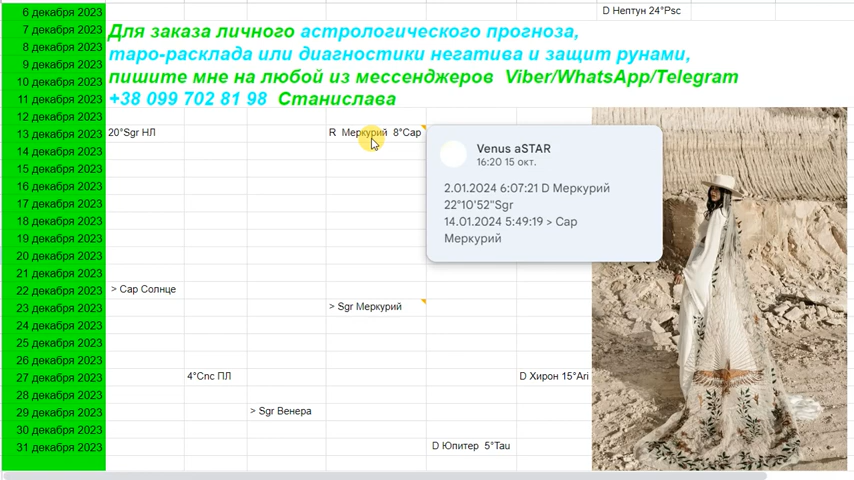 6 декабря 2023 D Нептун 24°Psc
7 декабря 2023
Для заказа личного астрологического прогноза,
8 декабря 2023
таро-расклада или диагностики негатива и защит рунами,
9 декабря 2023
10 декабря 2023
пишите мне на любой из мессенджеров Viber/WhatsApp/Telegram
11 декабря 2023
+38 099 702 81 98 Станислава
12 декабря 2023
13 декабря 2023 20°Sgr НЛ R Меркурий 8°Cap
14 декабря 2023
15 декабря 2023
16 декабря 2023
17 декабря 2023
18 декабря 2023
19 декабря 2023
20 декабря 2023
21 декабря 2023
22 декабря 2023 > Cap Солнце
23 декабря 2023 > Sgr Меркурий
24 декабря 2023
25 декабря 2023
26 декабря 2023
27 декабря 2023 4°Cnc ПЛ D Хирон 15°Ari
28 декабря 2023
29 декабря 2023 > Sgr Венера
30 декабря 2023
31 декабря 2023 D Юпитер 5°Tau
Venus aSTAR
16:20 15 окт.
2.01.2024 6:07:21 D Меркурий
22°10'52"Sgr
14.01.2024 5:49:19 > Cap
Меркурий